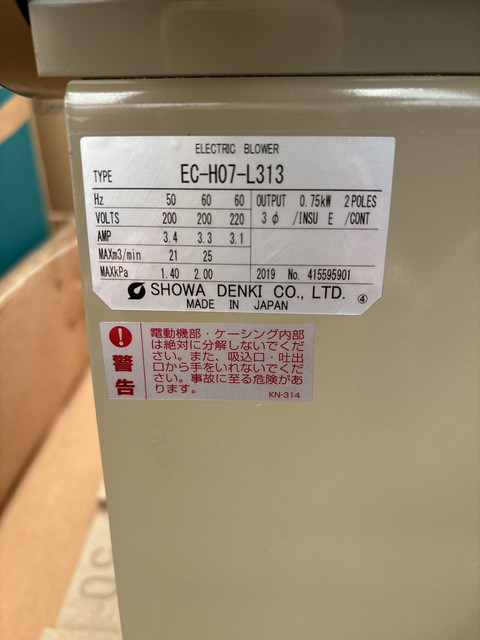 ELECTRIC BLOWER
TYPE EC-H07-L313
Hz 50 60 60 OUTPUT 0.75kW 2POLES
VOLTS 200 200 220 3 φ /INSU E /CONT
AMP 3.4 3.3 3.1
MAXm3/min 21 25
MAXkPa 1.40 2.00 2019 No. 415595901
SHOWA DENKI CO., LTD. ④
MADE IN JAPAN
警告
電動機部・ケーシング内部
は絶対に分解しないでくだ
さい。また、吸込口・吐出
口から手をいれないでくだ
さい。事故に至る危険があ
ります。
KN-314